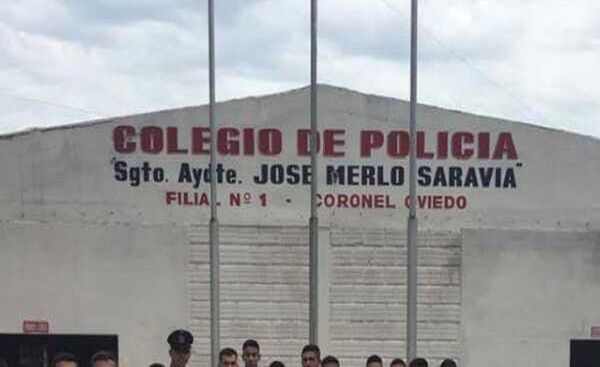 COLEGIO DE POLICIA
"Sgto. Aydte. JOSE MERLO SARAVIA"
FILIAL Nº 1 - CORONEL OVIEDO